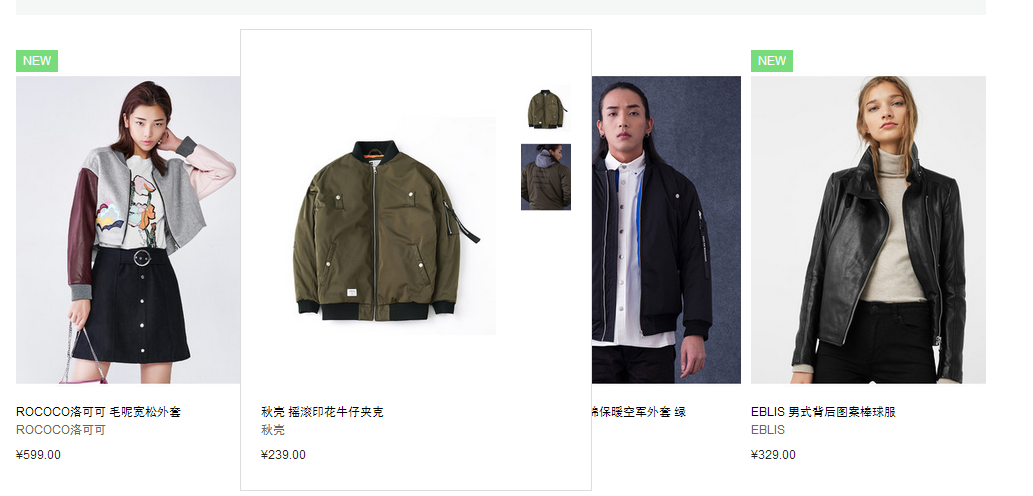 NEW
NEW
ROCOCO洛可可 毛呢宽松外套
ROCOCO洛可可
¥599.00
秋壳 摇滚印花牛仔夹克
秋壳
¥239.00
棉保暖空军外套 绿
EBLIS 男式背后图案棒球服
EBLIS
¥329.00